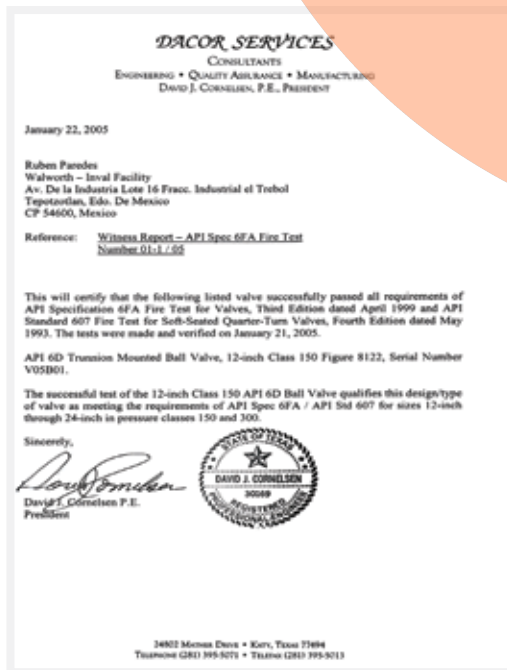 DACOR SERVICES
CONSULTANTS
ENGINEERING • QUALITY ASSURANCE • MANUFACTURING
DAVID J. CORNELSEN, P.E., PRESIDENT
January 22, 2005
Ruben Paredes
Walworth – Inval Facility
Av. De la Industria Lote 16 Fracc. Industrial el Trebol
Tepotzotlan, Edo. De Mexico
CP 54600, Mexico
Reference: Witness Report – API Spec 6FA Fire Test
Number 01-1 / 05
This will certify that the following listed valve successfully passed all requirements of
API Specification 6FA Fire Test for Valves, Third Edition dated April 1999 and API
Standard 607 Fire Test for Soft-Seated Quarter-Turn Valves, Fourth Edition dated May
1993. The tests were made and verified on January 21, 2005.
API 6D Trunnion Mounted Ball Valve, 12-inch Class 150 Figure 8122, Serial Number
V05B01.
The successful test of the 12-inch Class 150 API 6D Ball Valve qualifies this design/type
of valve as meeting the requirements of API Spec 6FA / API Std 607 for sizes 12-inch
through 24-inch in pressure classes 150 and 300.
Sincerely,
David J. Cornelsen P.E.
President
STATE OF TEXAS
DAVID J. CORNELSEN
REGISTERED
PROFESSIONAL ENGINEER
DRIVE • KATY, TEXAS
TELEPHONE (281) 395-5071 • TELEFAX (281) 395-5013